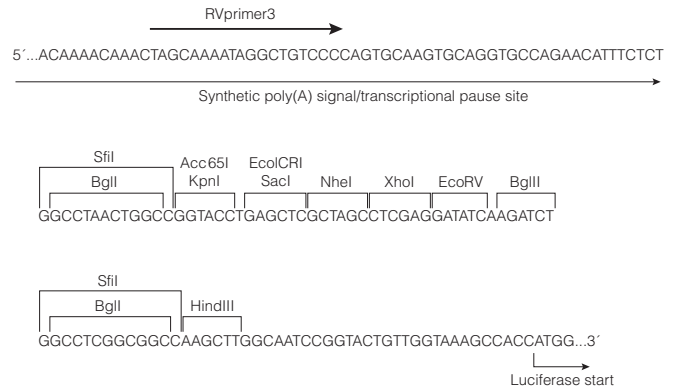 RVprimer3
5´...ACAAAACAAACTAGCAAAATAGGCTGTCCCCAGTGCAAGTGCAGGTGCCAGAACATTTCTCT
Synthetic poly(A) signal/transcriptional pause site
SfiI
Acc65I EcoICRI
BglI KpnI SacI NheI XhoI EcoRV BglII
GGCCTAACTGGCCGGTACCTGAGCTCGCTAGCCTCGAGGATATCAAGATCT
SfiI
BglI HindIII
GGCCTCGGCGGCCAAGCTTGGCAATCCGGTACTGTTGGTAAAGCCACCATGG...3´
Luciferase start